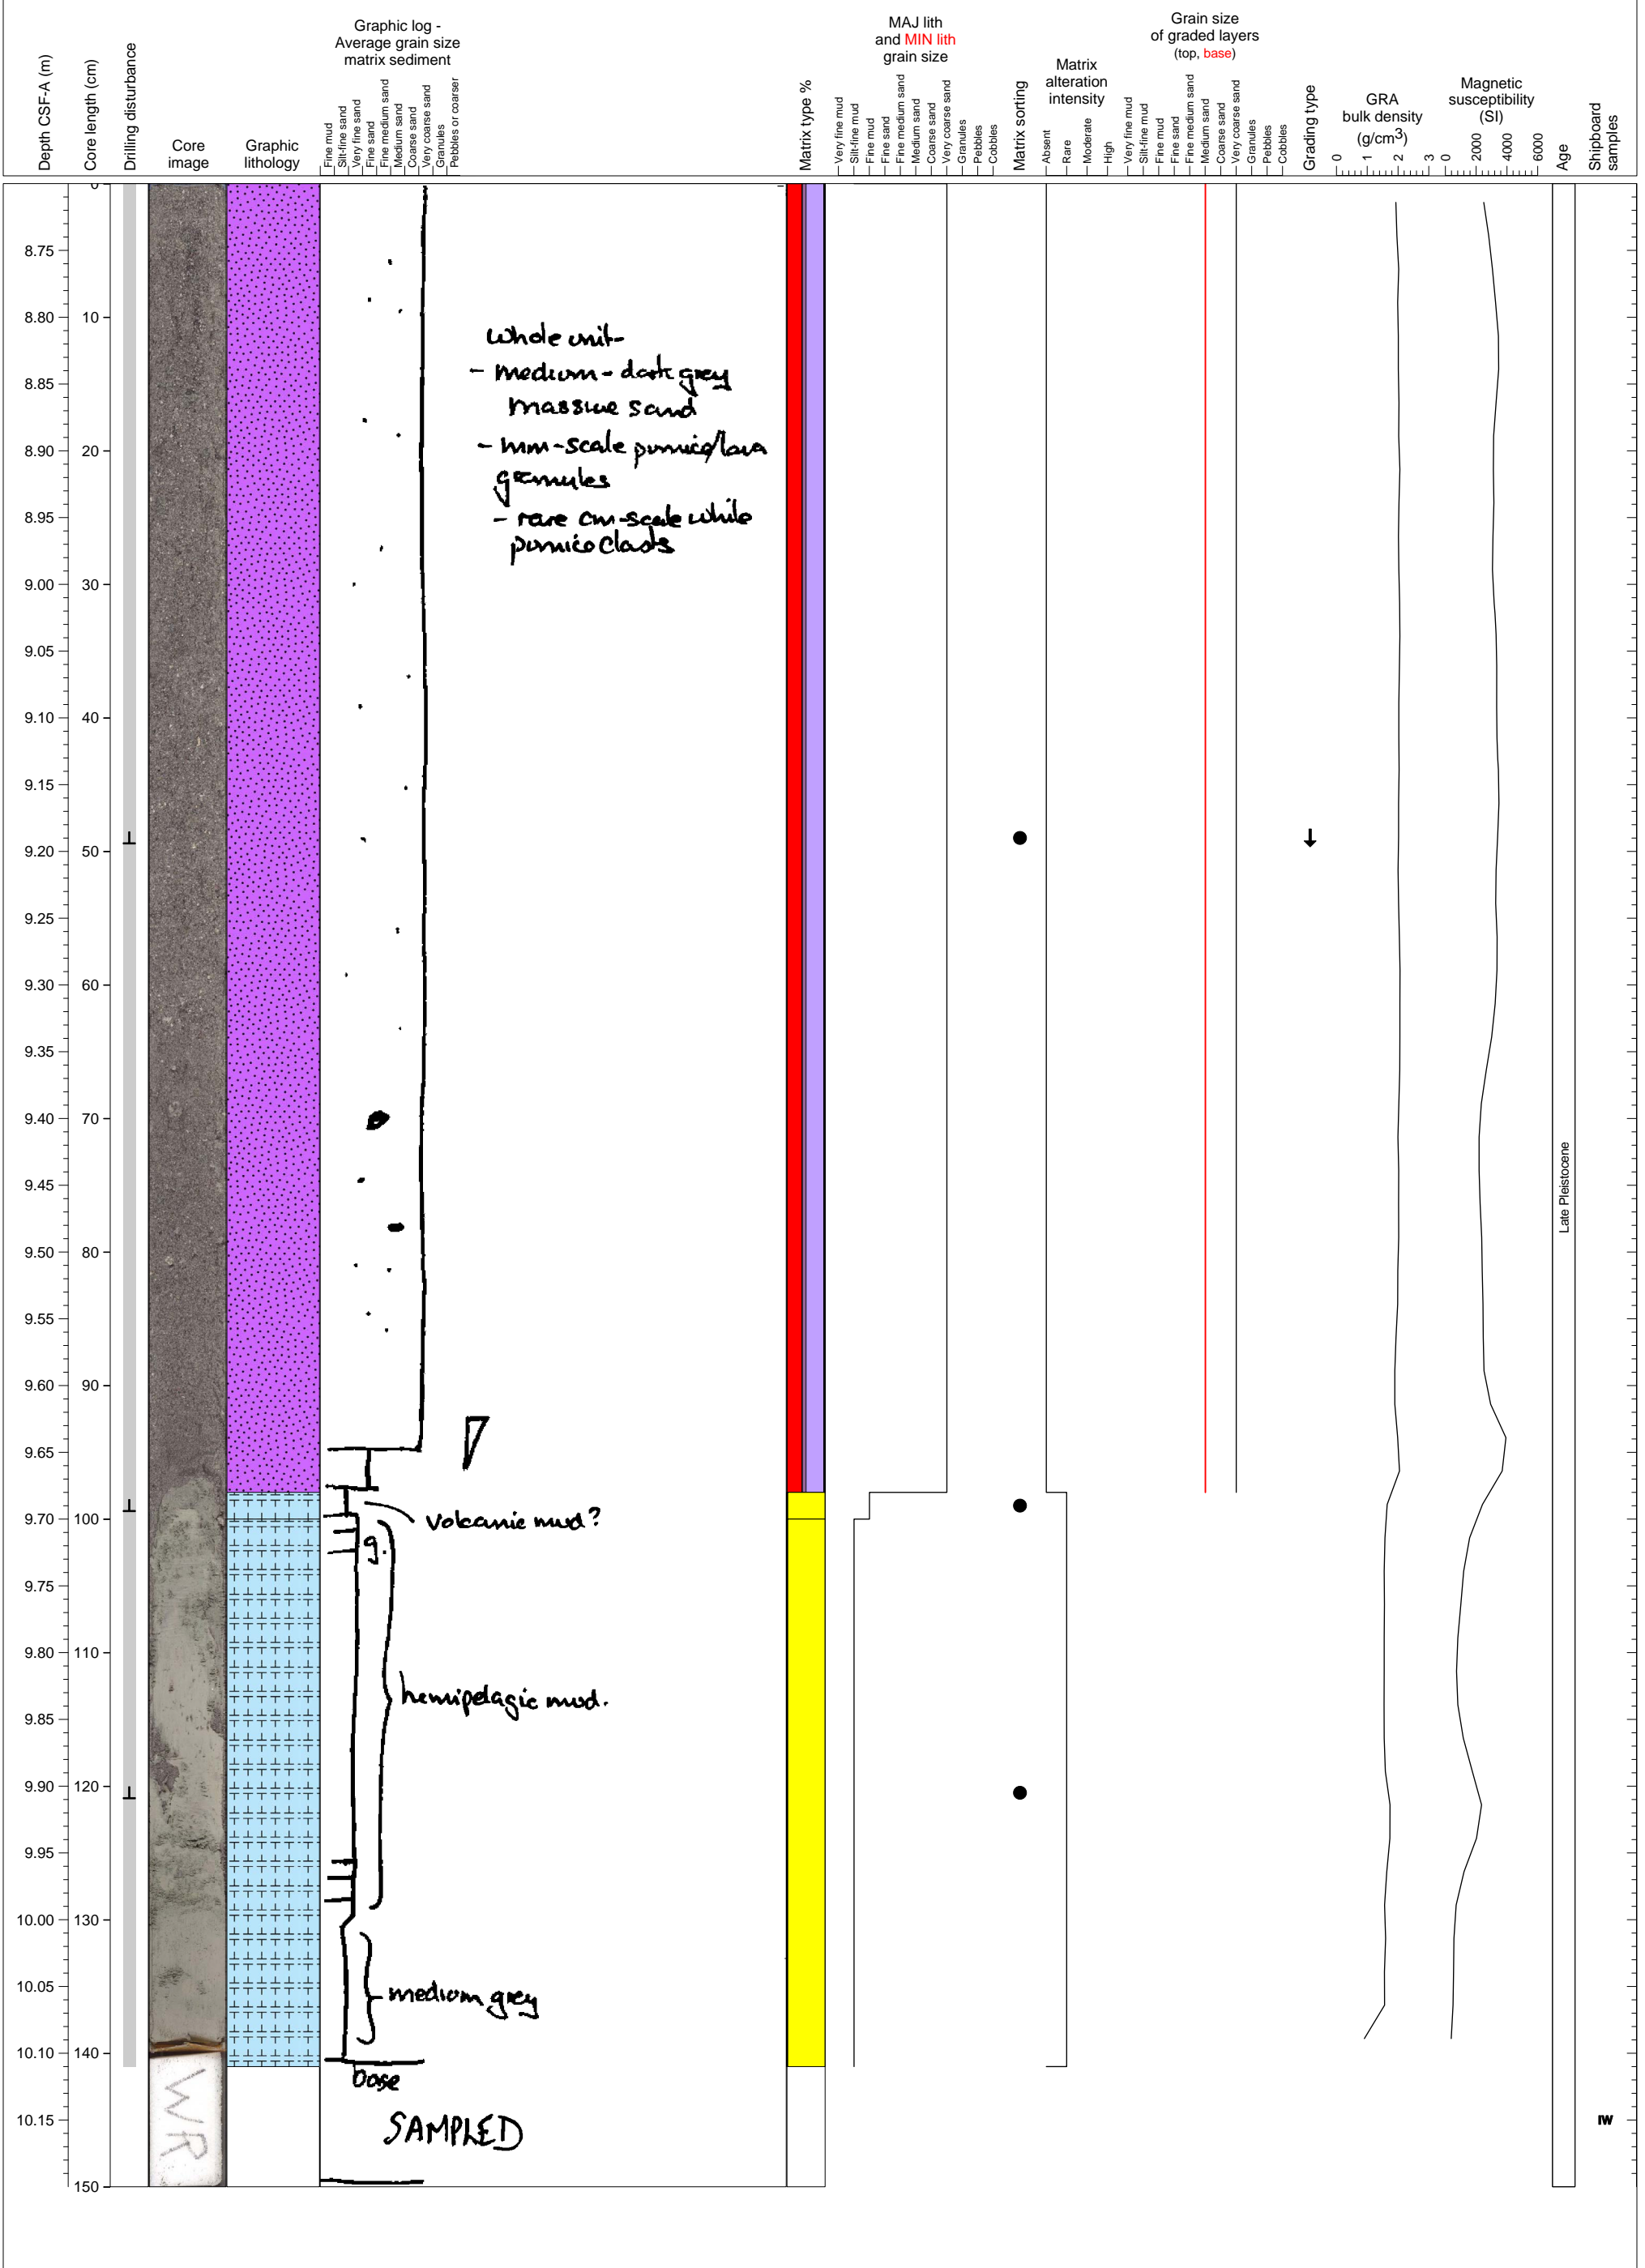 Depth CSF-A (m)
Core length (cm)
Drilling disturbance
Core
image
Graphic
lithology
Graphic log -
Average grain size
matrix sediment
Fine mud
Slit-fine sand
Very fine sand
Fine sand
Fine medium sand
Medium sand
Coarse sand
Very coarse sand
Granules
Pebbles or coarser
Matrix type %
MAJ lith
and MIN lith
grain size
Very fine mud
Silt-fine mud
Fine mud
Fine sand
Fine medium sand
Medium sand
Coarse sand
Very coarse sand
Granules
Pebbles
Cobbles
Matrix sorting
Matrix
alteration
intensity
Absent
Rare
Moderate
High
Grain size
of graded layers
(top, base)
Very fine mud
Silt-fine mud
Fine mud
Fine sand
Fine medium sand
Medium sand
Coarse sand
Very coarse sand
Granules
Pebbles
Cobbles
Grading type
GRA
bulk density
(g/cm3)
0 1 2 3
Magnetic
susceptibility
(SI)
0 2000 4000 6000
Age
Shipboard
samples
0
8.75
8.80 10
8.85
8.90 20
8.95
9.00 30
9.05
9.10 40
9.15
9.20 50
9.25
9.30 60
9.35
9.40 70
9.45
9.50 80
9.55
9.60 90
9.65
9.70 100
9.75
9.80 110
9.85
9.90 120
9.95
10.00 130
10.05
10.10 140
10.15
150
Whole unit-
- medium-dark grey
massive sand
- mm-scale pumice/lava
granules
- rare cm-scale white
pumice clasts
volcanic mud?
g.
hemipelagic mud.
medium grey
base
SAMPLED
WR
Late Pleistocene
IW